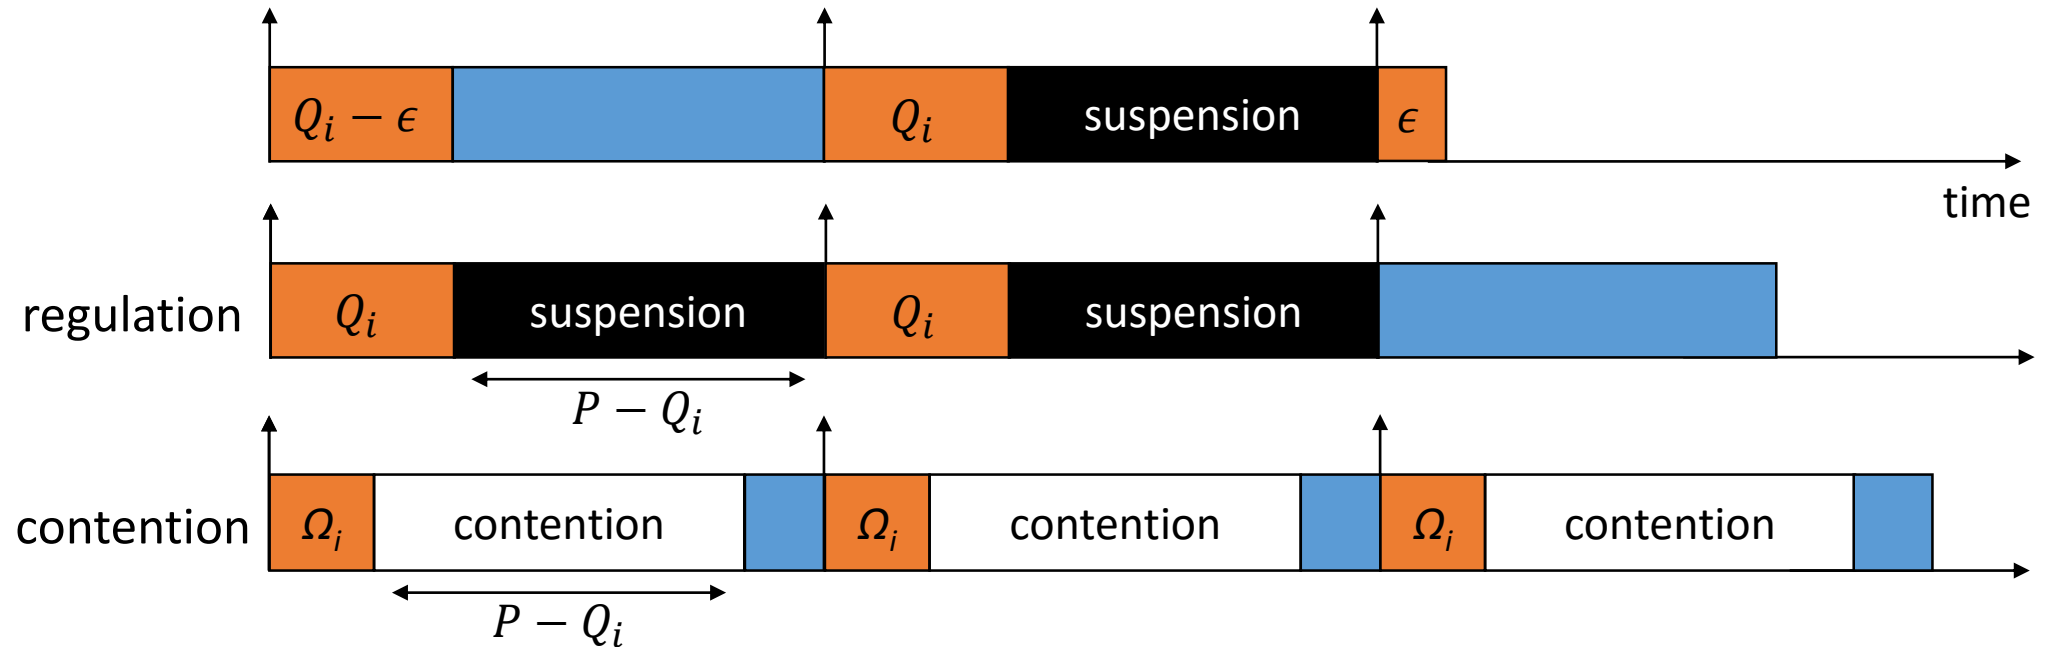 Qᵢ − ϵ Qᵢ suspension ϵ
time
regulation Qᵢ suspension Qᵢ suspension
P − Qᵢ
contention Ωᵢ contention Ωᵢ contention Ωᵢ contention
P − Qᵢ